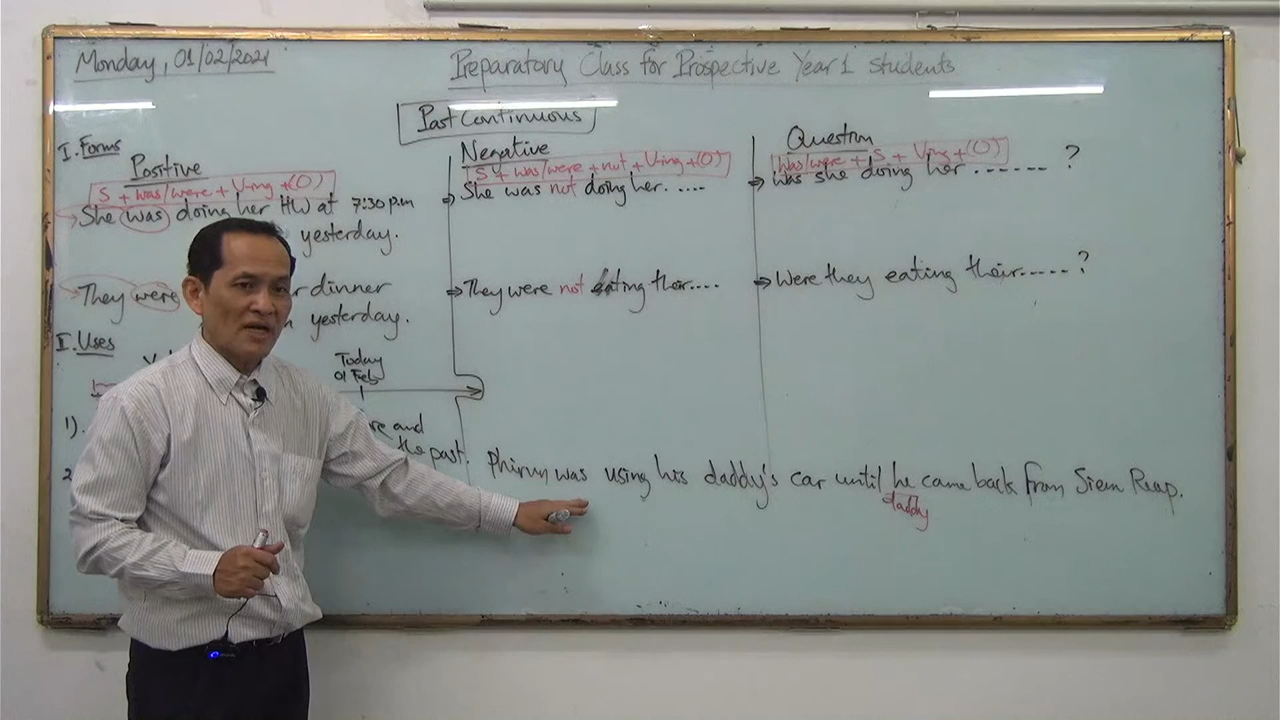 Monday, 01/02/2021
Preparatory Class for Prospective Year 1 Students
Past Continuous
I. Forms
Positive
S + was/were + V-ing + (O)
She was doing her HW at 7:30 p.m
yesterday.
They were
dinner
yesterday.
Negative
S + was/were + not + V-ing + (O)
⇒ She was not doing her.....
⇒ They were not eating their....
Question
Was/were + S + V-ing + (O)
⇒ Was she doing her ....... ?
⇒ Were they eating their..... ?
II. Uses
Today
01 Feb
1).
and
the past.
2
Phirun was using his daddy's car until he came back from Siem Reap.
daddy